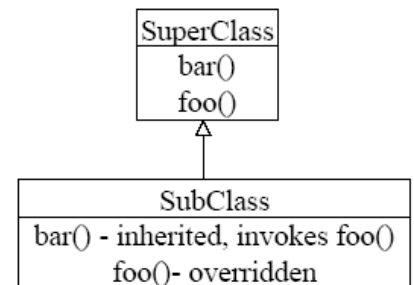 SuperClass
bar()
foo()
SubClass
bar() - inherited, invokes foo()
foo()- overridden